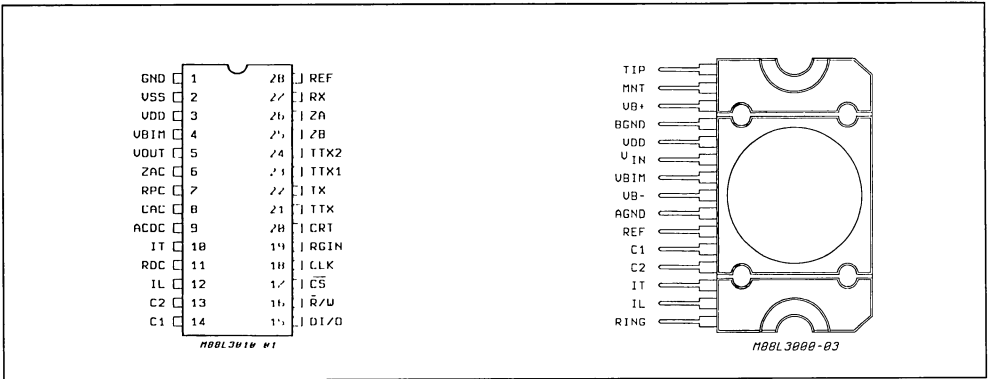 GND 1 28 REF
VSS 2 27 RX
VDD 3 26 ZA
VBIM 4 25 ZB
VOUT 5 24 TTX2
ZAC 6 23 TTX1
RPC 7 22 TX
CAC 8 21 TTX
ACDC 9 20 CRT
IT 10 19 RGIN
RDC 11 18 CLK
IL 12 17 C̅S̅
C2 13 16 R̅/W
C1 14 15 DI/O
M88L3010-01
TIP
MNT
VB+
BGND
VDD
VIN
VBIM
VB-
AGND
REF
C1
C2
IT
IL
RING
M88L3000-03